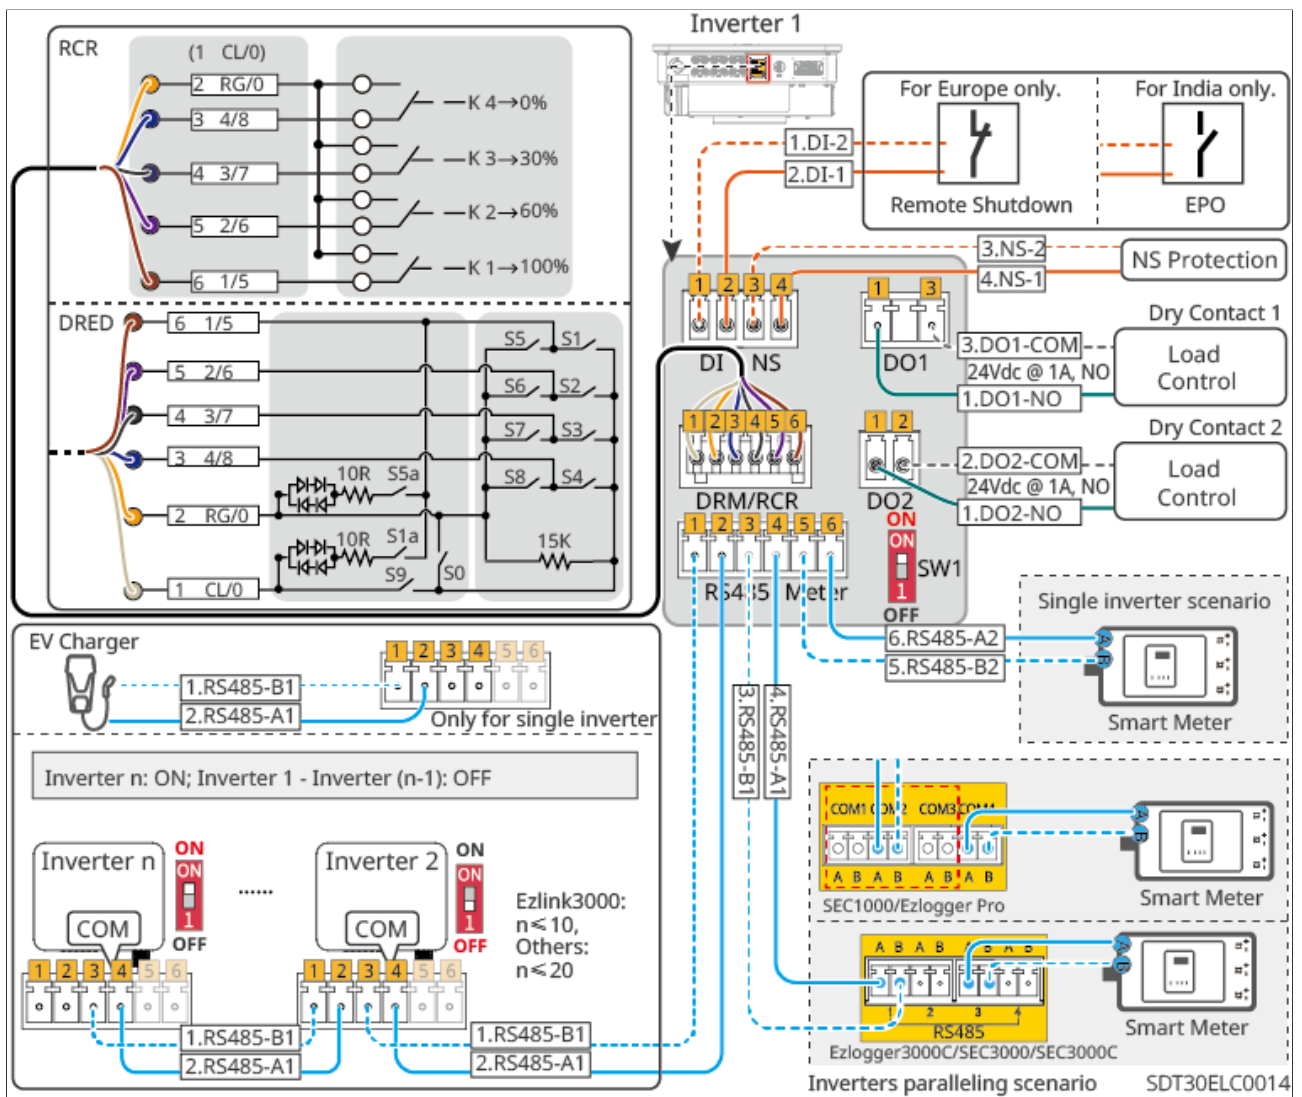 Inverter 1
RCR
(1 CL/0)
2 RG/0
3 4/8
4 3/7
5 2/6
6 1/5
K 4→0%
K 3→30%
K 2→60%
K 1→100%
DRED
6 1/5
5 2/6
4 3/7
3 4/8
2 RG/0
1 CL/0
10R S5a
10R S1a
S9 S0
S5 S1
S6 S2
S7 S3
S8 S4
15K
1.DI-2
2.DI-1
For Europe only.
Remote Shutdown
For India only.
EPO
3.NS-2
4.NS-1
NS Protection
1 2 3 4
DI NS
1 3
DO1
Dry Contact 1
3.DO1-COM
24Vdc @ 1A, NO
1.DO1-NO
Load
Control
1 2 3 4 5 6
DRM/RCR
1 2
DO2
Dry Contact 2
2.DO2-COM
24Vdc @ 1A, NO
1.DO2-NO
Load
Control
1 2 3 4 5 6
RS485 Meter
ON
ON
1
SW1
OFF
6.RS485-A2
5.RS485-B2
Single inverter scenario
A
B
Smart Meter
3.RS485-B1
4.RS485-A1
EV Charger
1.RS485-B1
2.RS485-A1
1 2 3 4 5 6
Only for single inverter
Inverter n: ON; Inverter 1 - Inverter (n-1): OFF
Inverter n
COM
ON
ON
1
OFF
......
Inverter 2
COM
ON
ON
1
OFF
Ezlink3000:
n≤10,
Others:
n≤20
1 2 3 4 5 6
1 2 3 4 5 6
1.RS485-B1
2.RS485-A1
1.RS485-B1
2.RS485-A1
COM1 COM2 COM3 COM4
A B A B A B A B
SEC1000/Ezlogger Pro
A
B
Smart Meter
A B A B A B A B
1 2 3 4
RS485
Ezlogger3000C/SEC3000/SEC3000C
A
B
Smart Meter
Inverters paralleling scenario
SDT30ELC0014